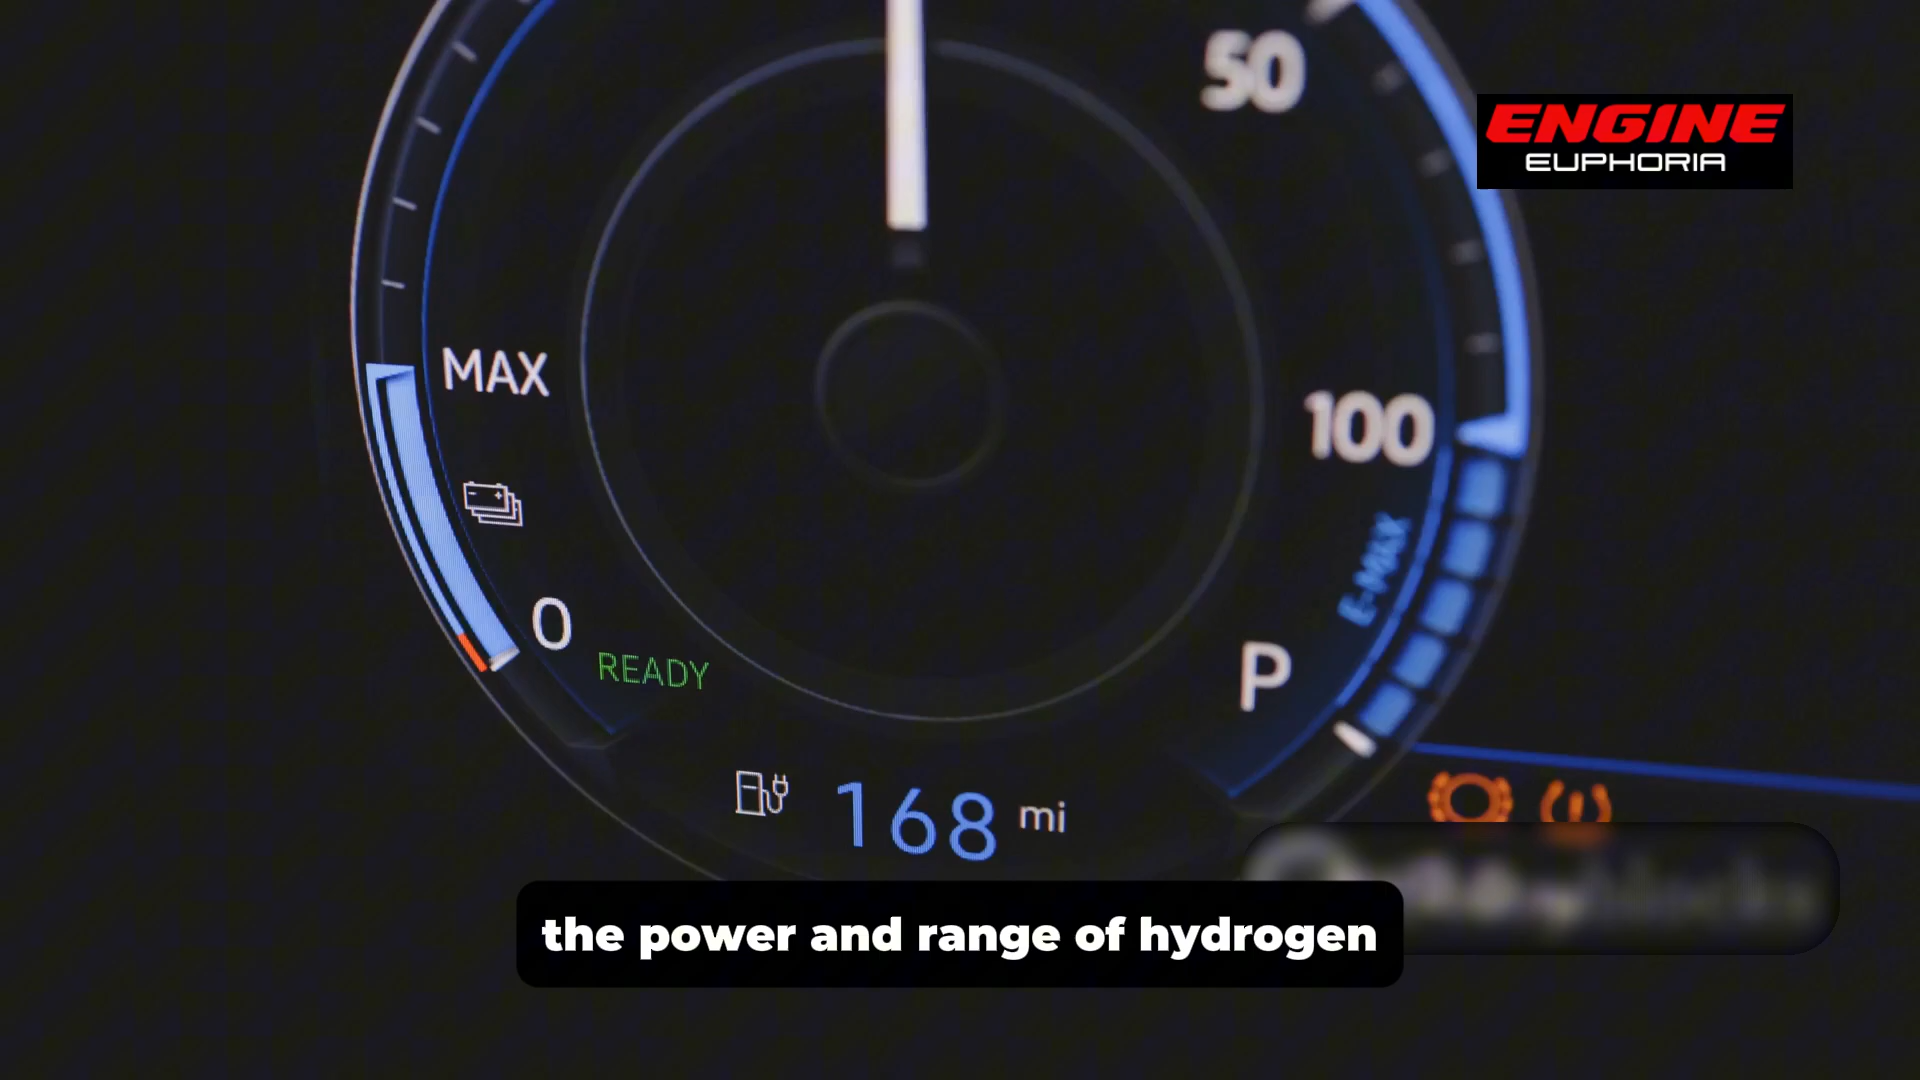 50
ENGINE
EUPHORIA
MAX
100
E-MAX
0
READY
P
168 mi
the power and range of hydrogen